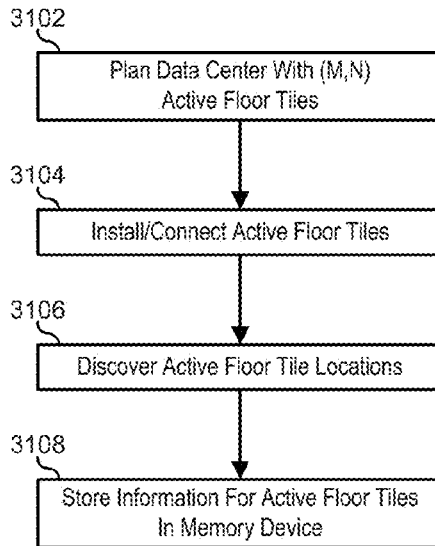 3102
Plan Data Center With (M,N)
Active Floor Tiles
3104
Install/Connect Active Floor Tiles
3106
Discover Active Floor Tile Locations
3108
Store Information For Active Floor Tiles
In Memory Device